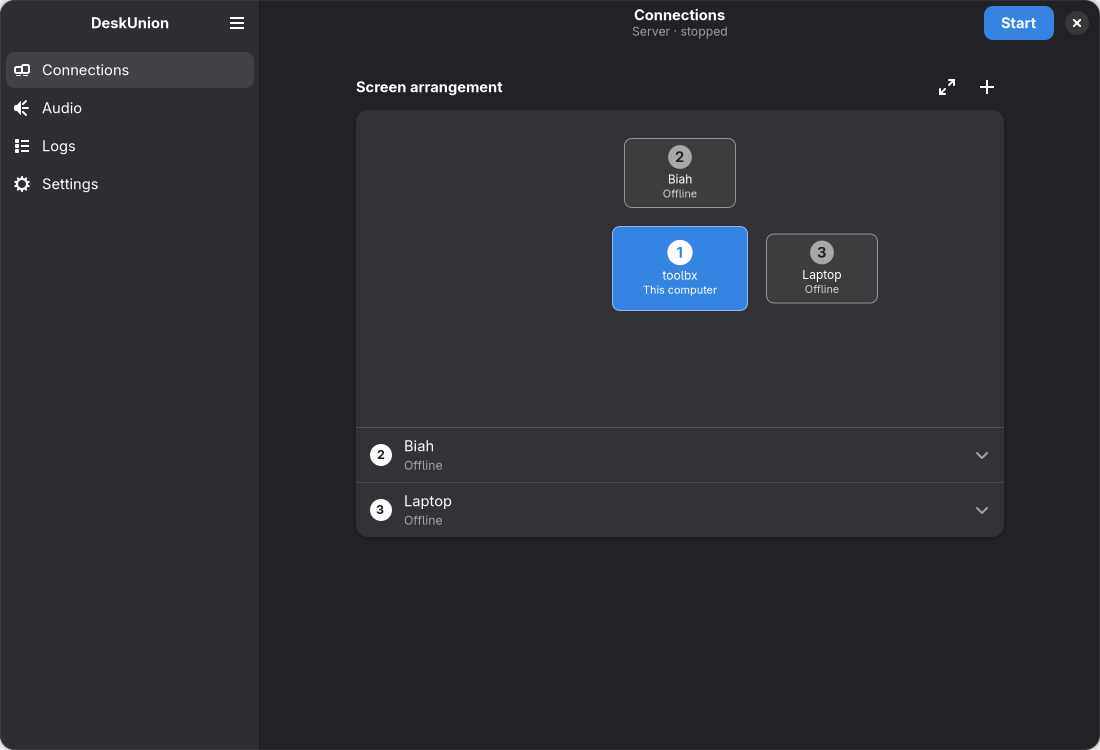 DeskUnion
Connections
Audio
Logs
Settings
Connections
Server · stopped
Start
Screen arrangement
2
Biah
Offline
1
toolbx
This computer
3
Laptop
Offline
2
Biah
Offline
3
Laptop
Offline